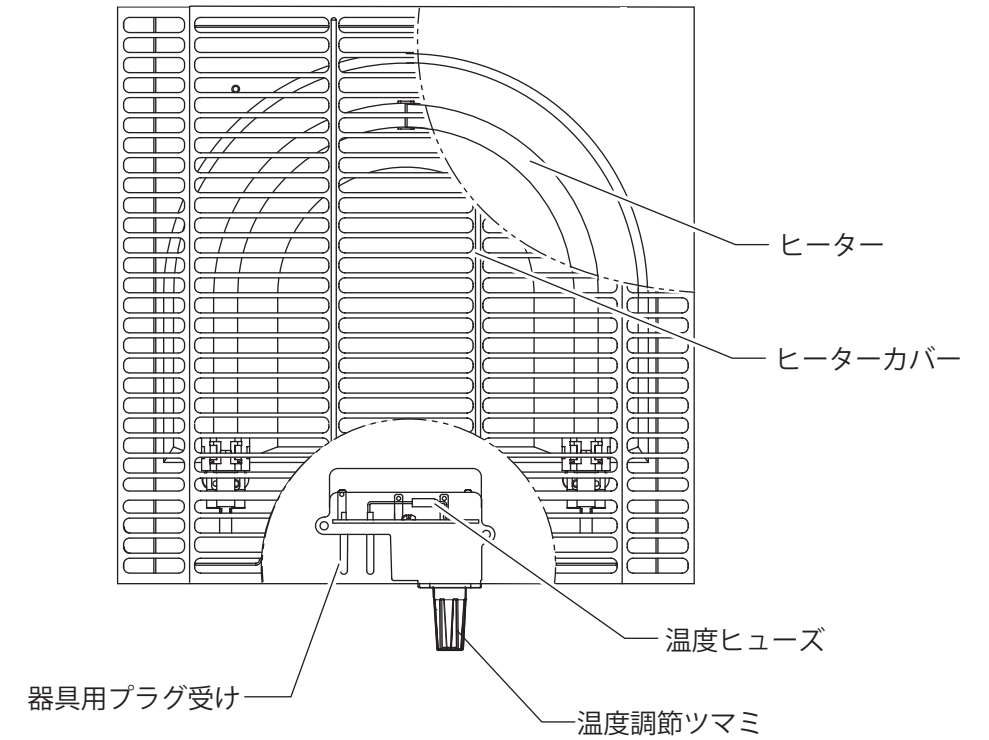 ヒーター
ヒーターカバー
温度ヒューズ
器具用プラグ受け
温度調節ツマミ